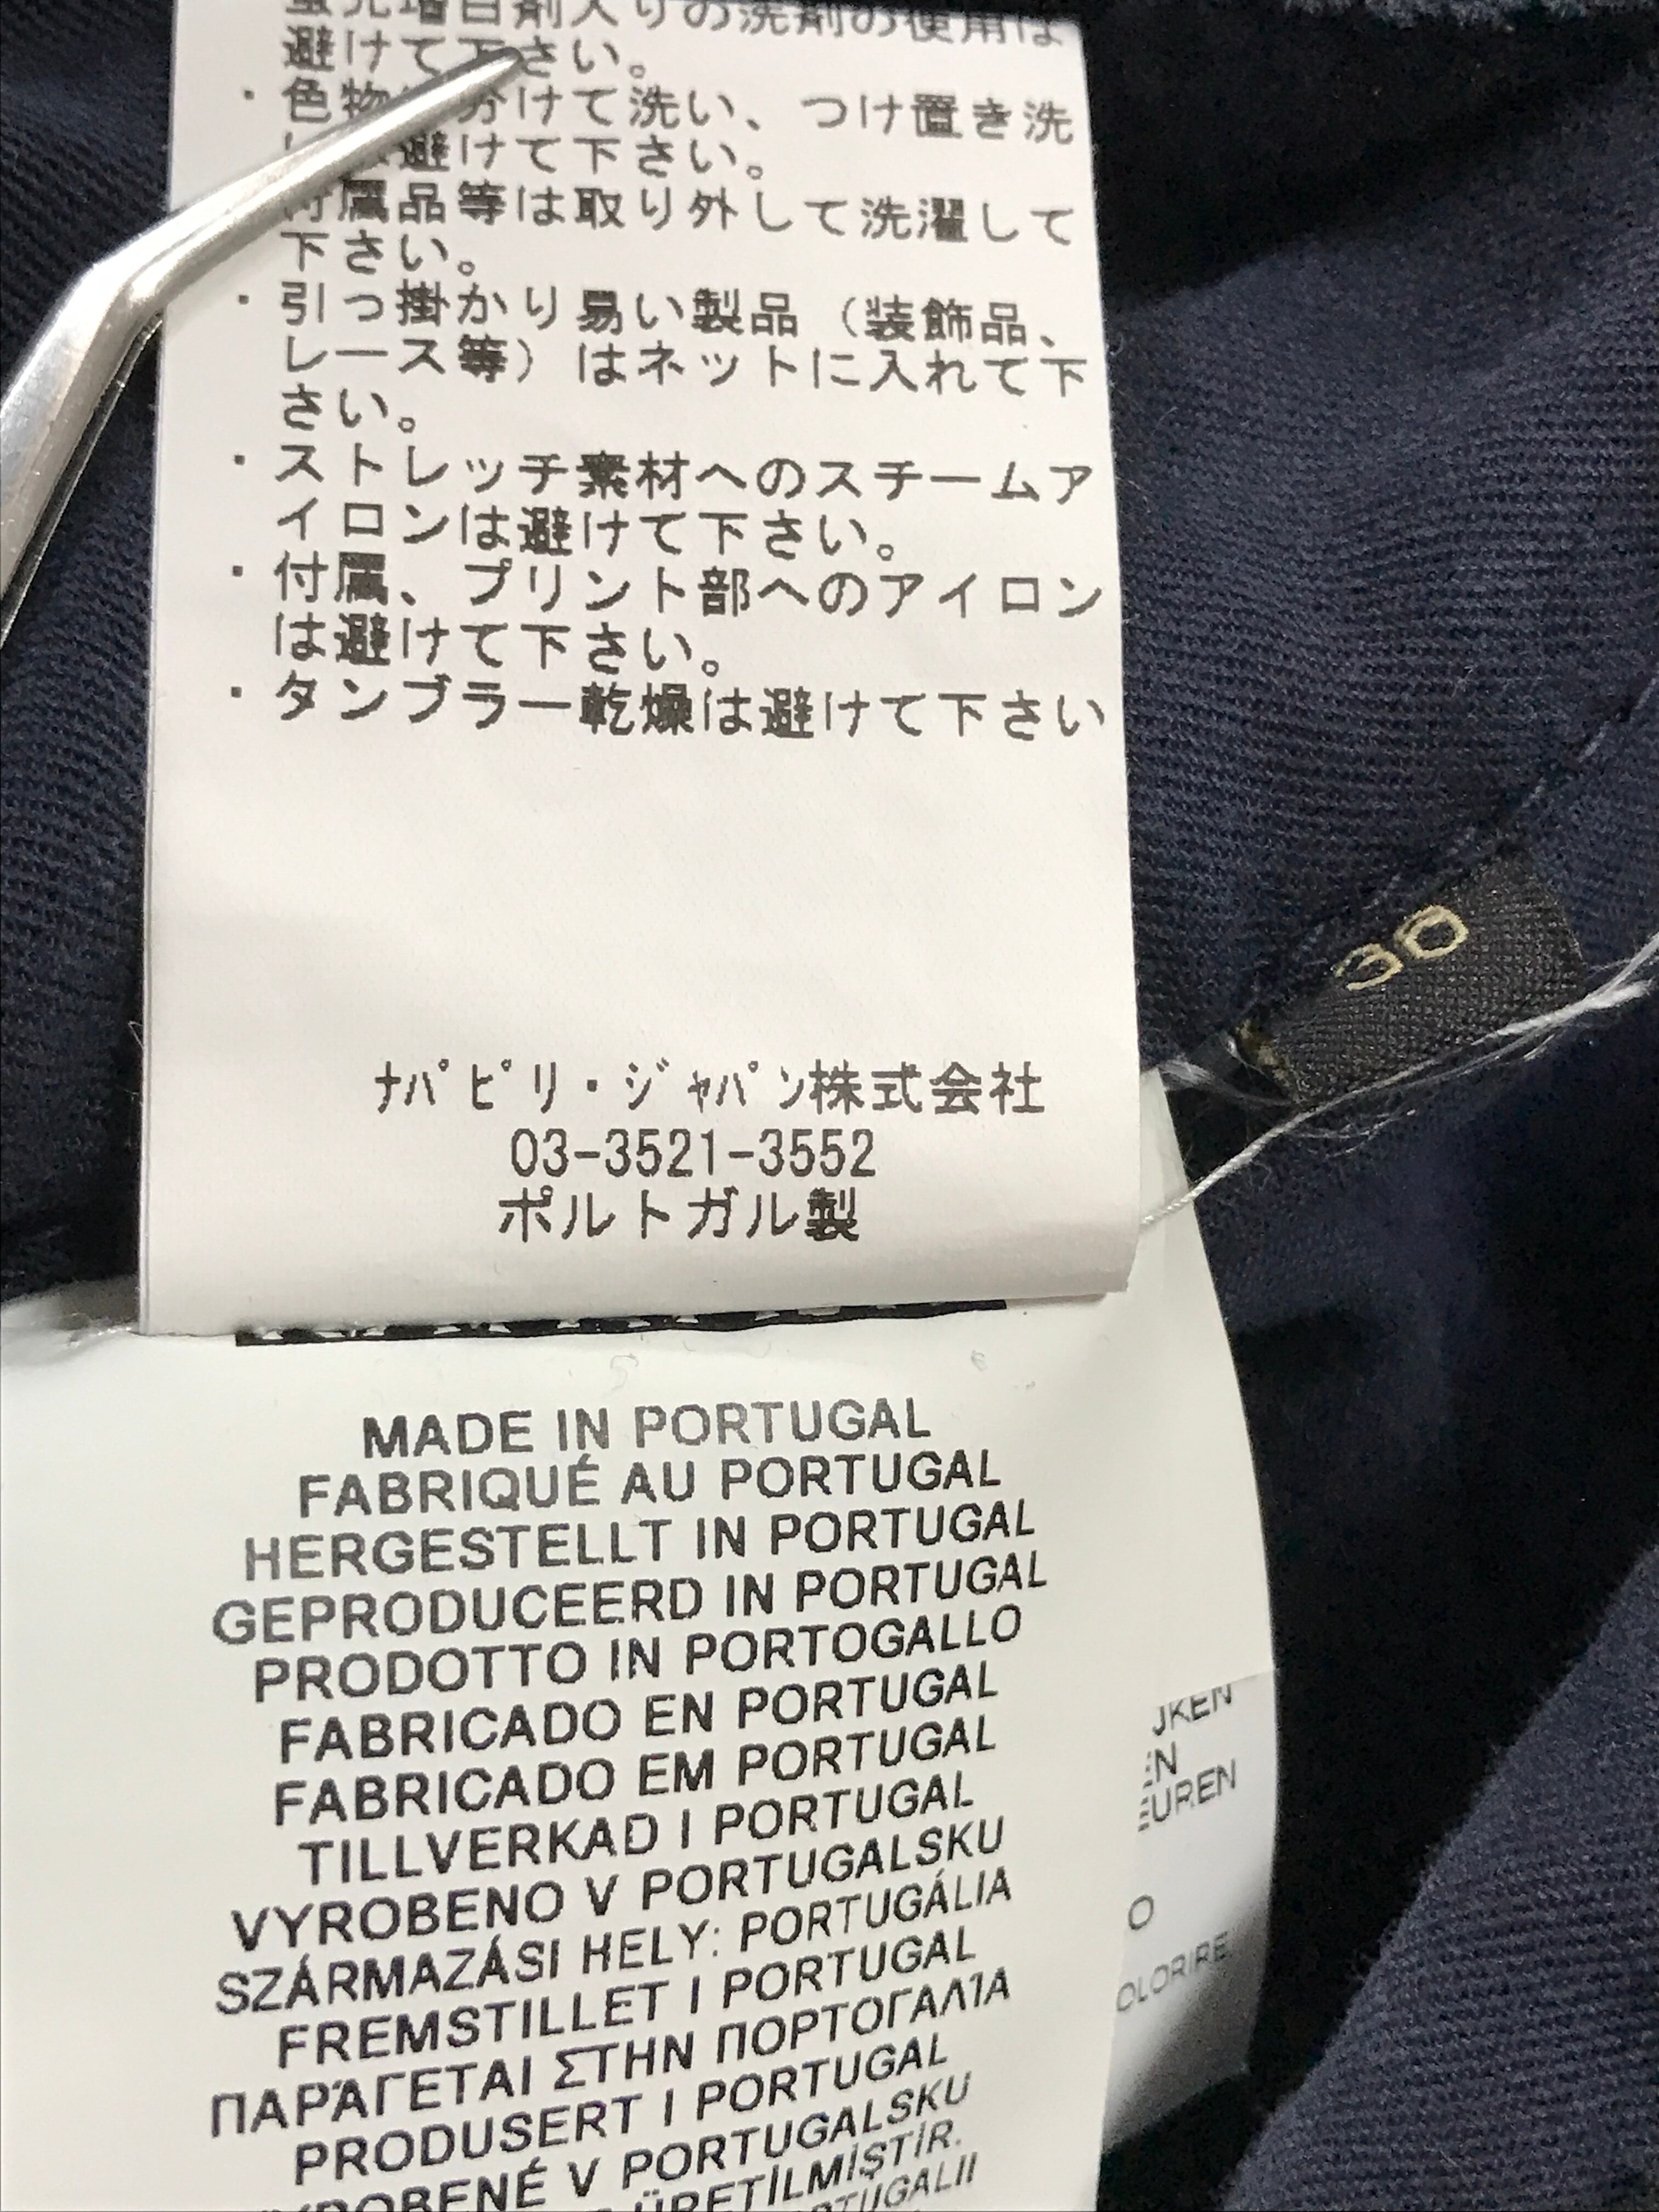 蛍光増白剤入りの洗剤の使用は
避けて下さい。
・色物 分けて洗い、つけ置き洗
避けて下さい。
付属品等は取り外して洗濯して
下さい。
・引っ掛かり易い製品（装飾品、
レース等）はネットに入れて下
さい。
・ストレッチ素材へのスチームア
イロンは避けて下さい。
・付属、プリント部へのアイロン
は避けて下さい。
・タンブラー乾燥は避けて下さい
ﾅﾊﾟﾋﾟﾘ・ｼﾞｬﾊﾟﾝ株式会社
03-3521-3552
ポルトガル製
MADE IN PORTUGAL
FABRIQUÉ AU PORTUGAL
HERGESTELLT IN PORTUGAL
GEPRODUCEERD IN PORTUGAL
PRODOTTO IN PORTOGALLO
FABRICADO EN PORTUGAL
FABRICADO EM PORTUGAL
TILLVERKAD I PORTUGAL
VYROBENO V PORTUGALSKU
SZÁRMAZÁSI HELY: PORTUGÁLIA
FREMSTILLET I PORTUGAL
ΠΑΡΆΓΕΤΑΙ ΣΤΗΝ ΠΟΡΤΟΓΑΛΊΑ
PRODUSERT I PORTUGAL
VYROBENÉ V PORTUGALSKU
ÜRETİLMİŞTİR.
JKEN
EN
EUREN
O
OLORIRE